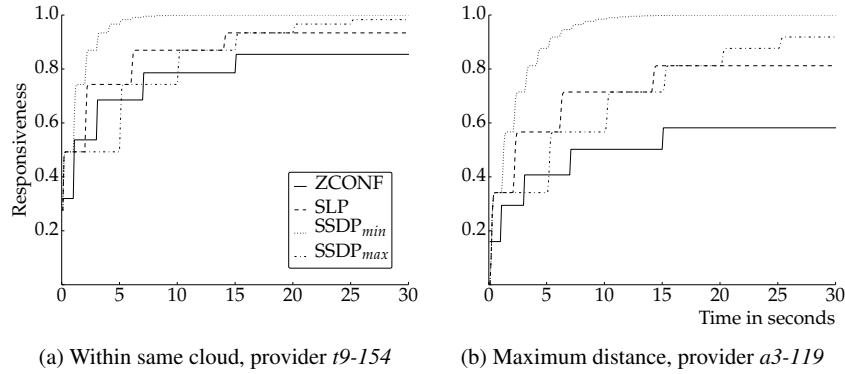 1.0
0.8
0.6
0.4
0.2
Responsiveness
0 5 10 15 20 25 30
ZCONF
SLP
SSDPmin
SSDPmax
(a) Within same cloud, provider t9-154
1.0
0.8
0.6
0.4
0.2
0 5 10 15 20 25 30
Time in seconds
(b) Maximum distance, provider a3-119